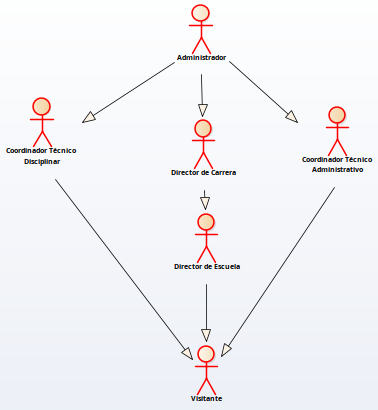 Administrador
Coordinador Técnico
Disciplinar
Director de Carrera
Coordinador Técnico
Administrativo
Director de Escuela
Visitante